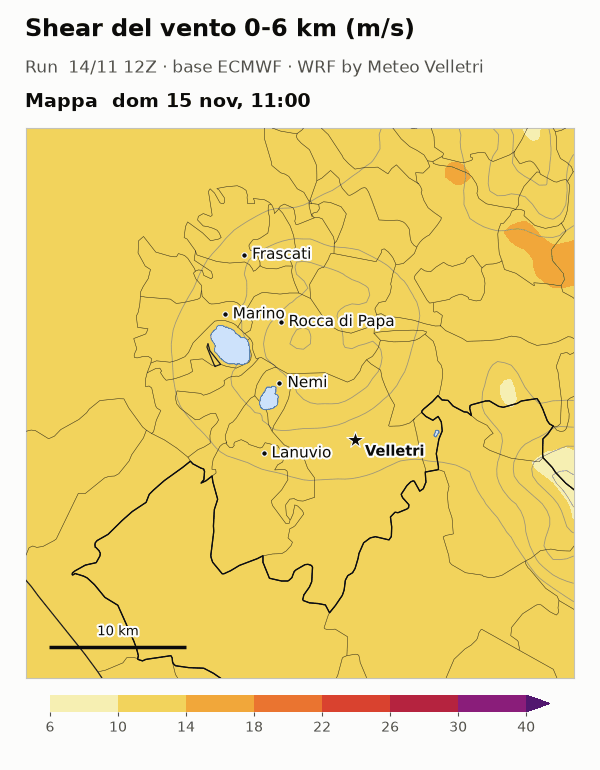 Shear del vento 0-6 km (m/s)
Run  14/11 12Z · base ECMWF · WRF by Meteo Velletri
Mappa  dom 15 nov, 11:00
Frascati
Marino
Rocca di Papa
Nemi
Velletri
Lanuvio
10 km
6 10 14 18 22 26 30 40